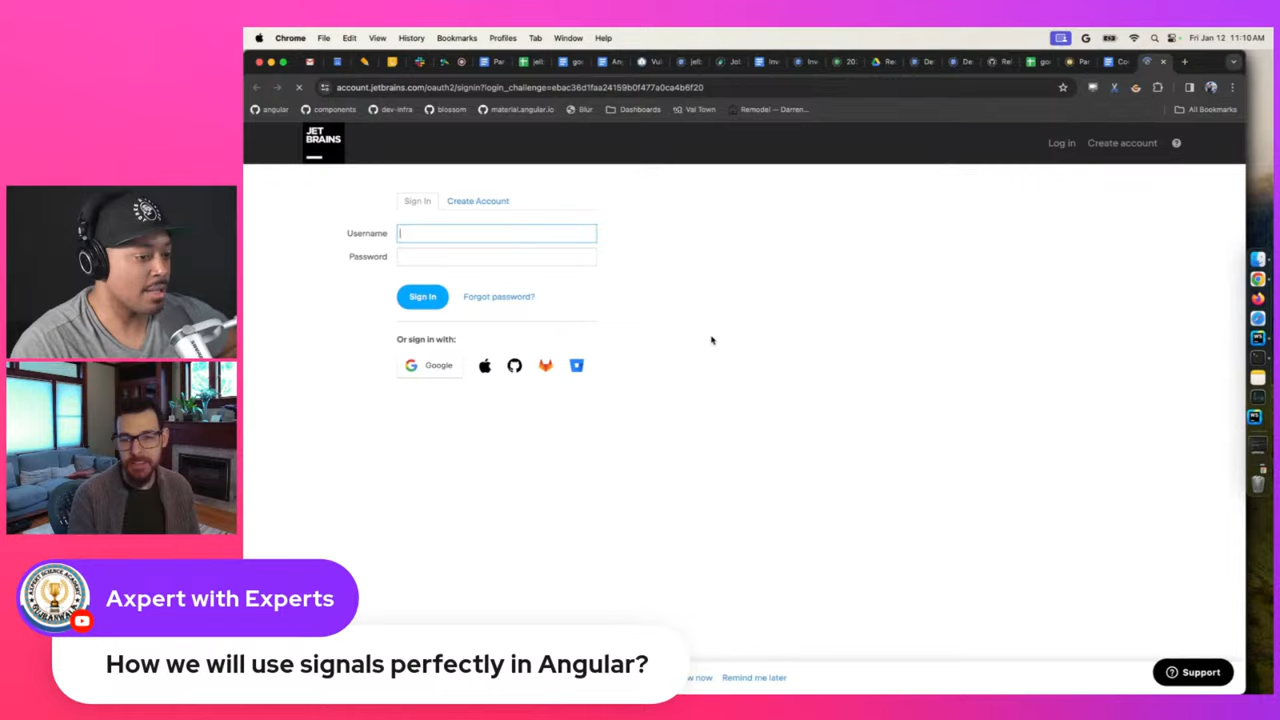 Chrome File Edit View History Bookmarks Profiles Tab Window Help
Fri Jan 12 11:10 AM
account.jetbrains.com/oauth2/signin?login_challenge=ebac36d1faa24159b0f477a0ca4b6f20
angular components dev-infra blossom material.angular.io Blur Dashboards Val Town Remodel — Darren... All Bookmarks
JET
BRAINS
Log in Create account
Sign In Create Account
Username
Password
Sign In Forgot password?
Or sign in with:
Google
Remind me later
Support
Axpert with Experts
How we will use signals perfectly in Angular?